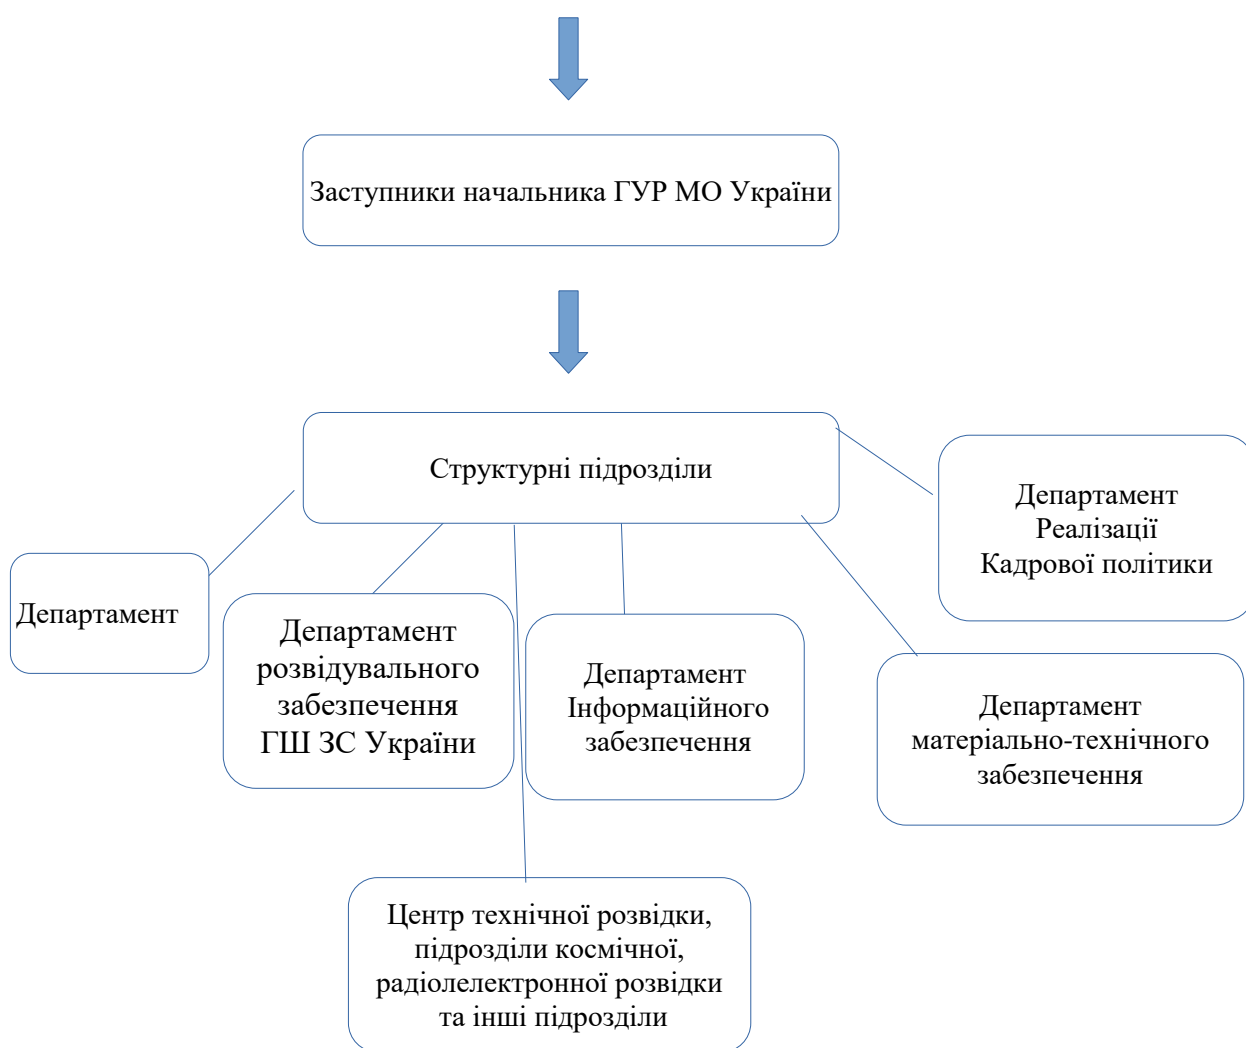 Заступники начальника ГУР МО України
Структурні підрозділи
Департамент
Реалізації
Кадрової політики
Департамент
Департамент
розвідувального
забезпечення
ГШ ЗС України
Департамент
Інформаційного
забезпечення
Департамент
матеріально-технічного
забезпечення
Центр технічної розвідки,
підрозділи космічної,
радіолелектронної розвідки
та інші підрозділи